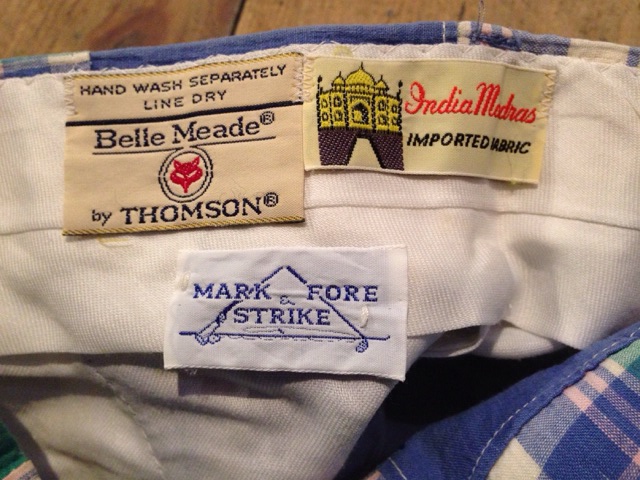 HAND WASH SEPARATELY
LINE DRY
Belle Meade®
by THOMSON®
India Madras
IMPORTED FABRIC
MARK & FORE
STRIKE